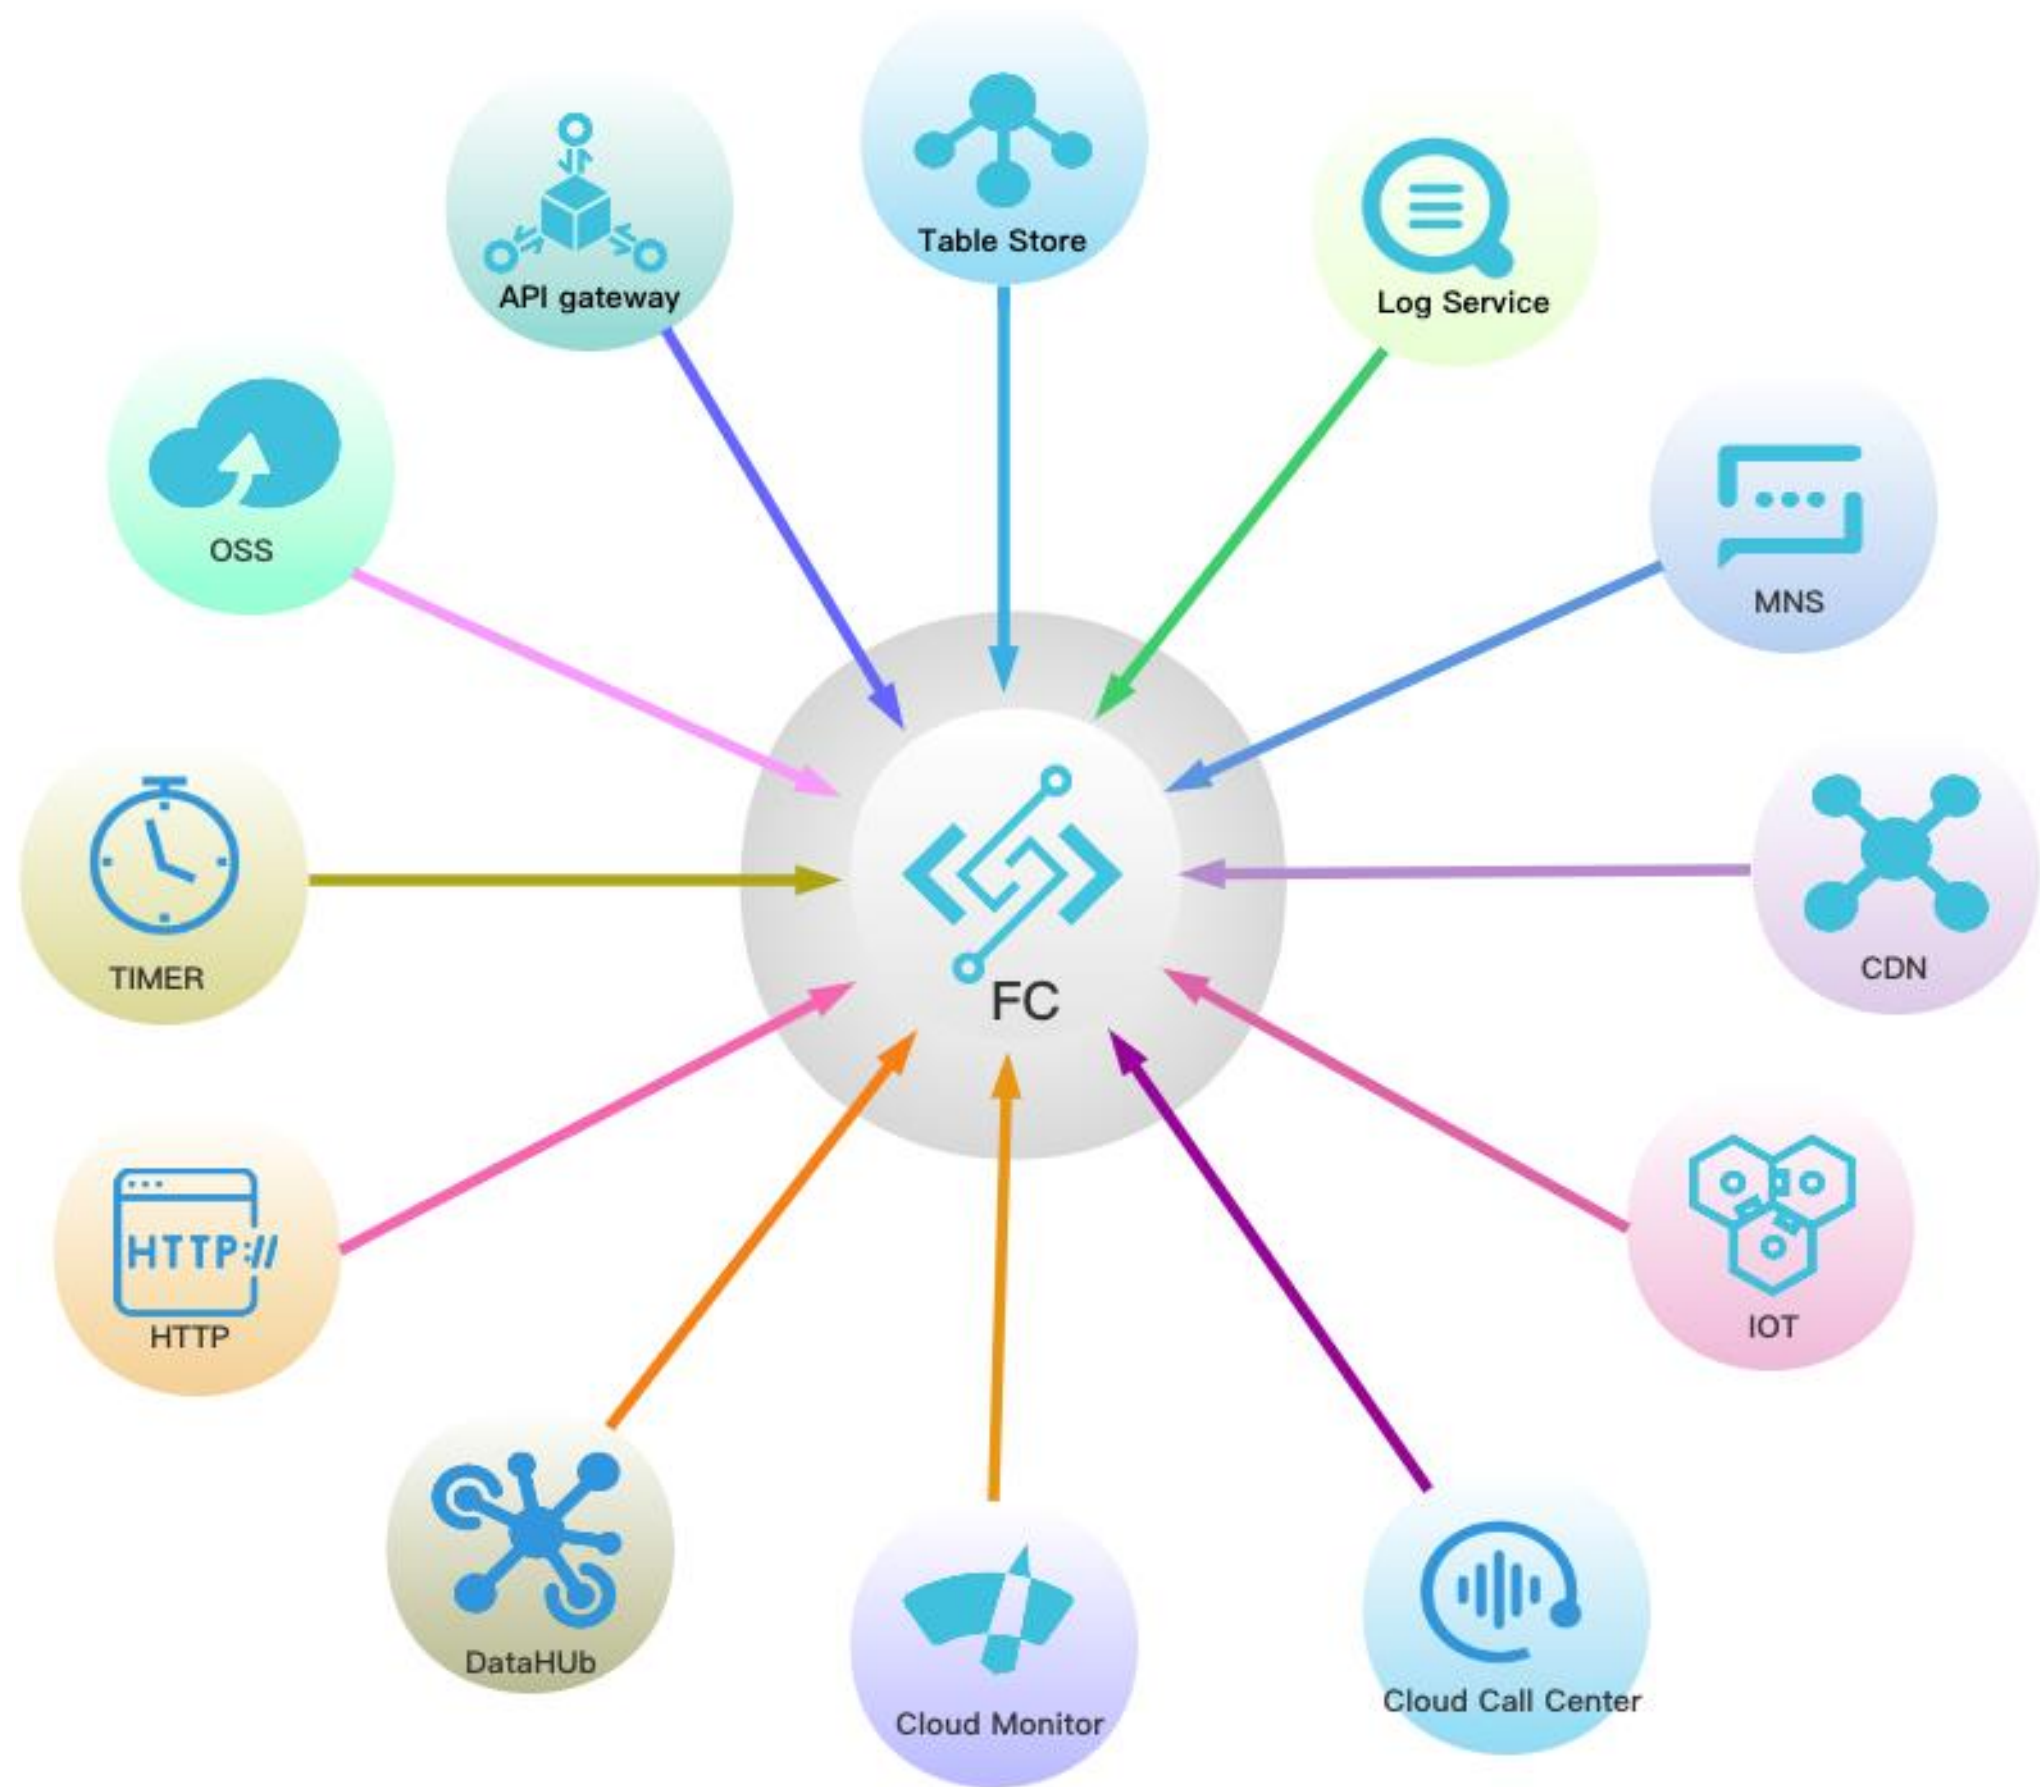 Table Store
API gateway
Log Service
OSS
MNS
TIMER
CDN
FC
HTTP://
HTTP
IOT
DataHUb
Cloud Monitor
Cloud Call Center